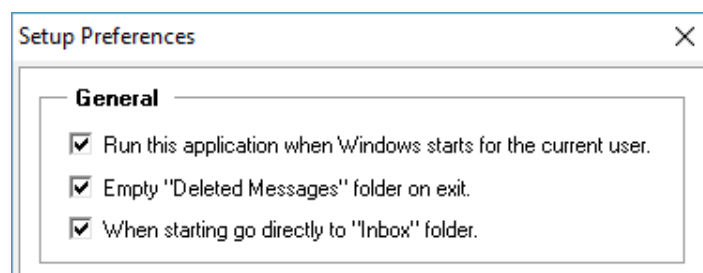 Setup Preferences
General
Run this application when Windows starts for the current user.
Empty "Deleted Messages" folder on exit.
When starting go directly to "Inbox" folder.